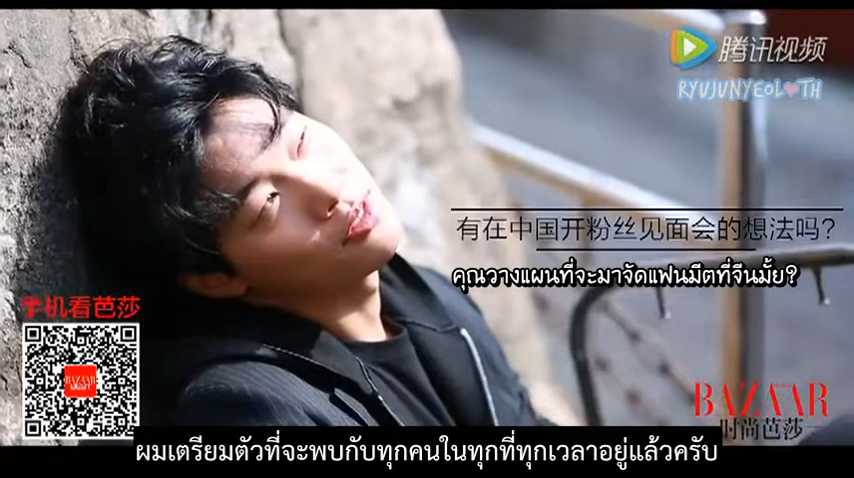 腾讯视频
RYUJUNYEOL♥TH
有在中国开粉丝见面会的想法吗?
คุณวางแผนที่จะมาจัดแฟนมีตที่จีนมั้ย?
手机看芭莎
BAZAAR
BAZAAR
时尚芭莎
ผมเตรียมตัวที่จะพบกับทุกคนในทุกที่ทุกเวลาอยู่แล้วครับ